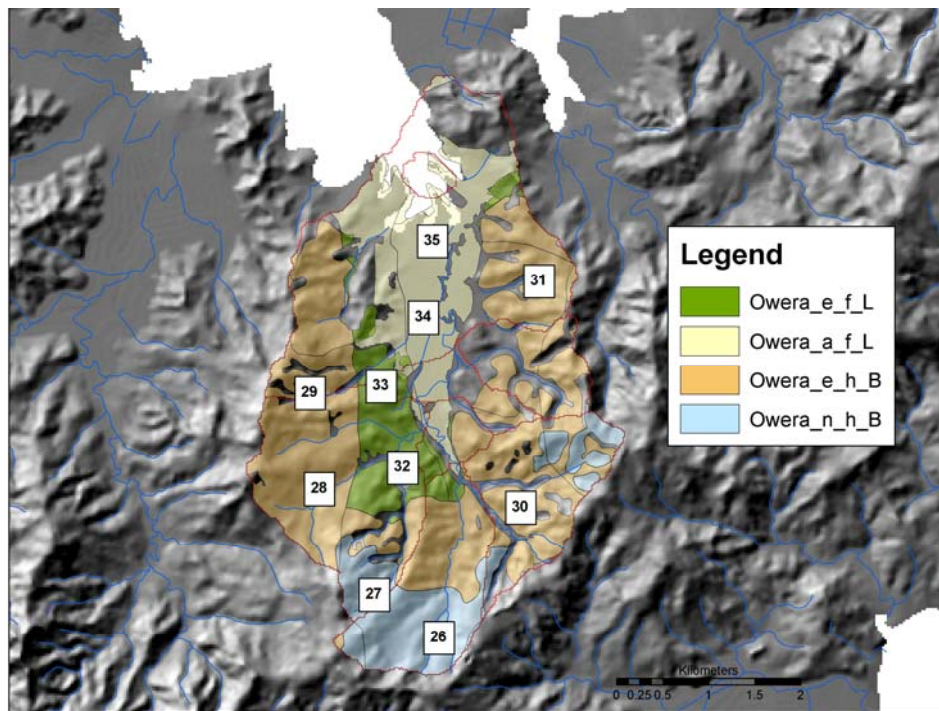 35
31
34
33
29
32
28
30
27
26
Legend
Owera_e_f_L
Owera_a_f_L
Owera_e_h_B
Owera_n_h_B
Kilometers
0 0.25 0.5 1 1.5 2